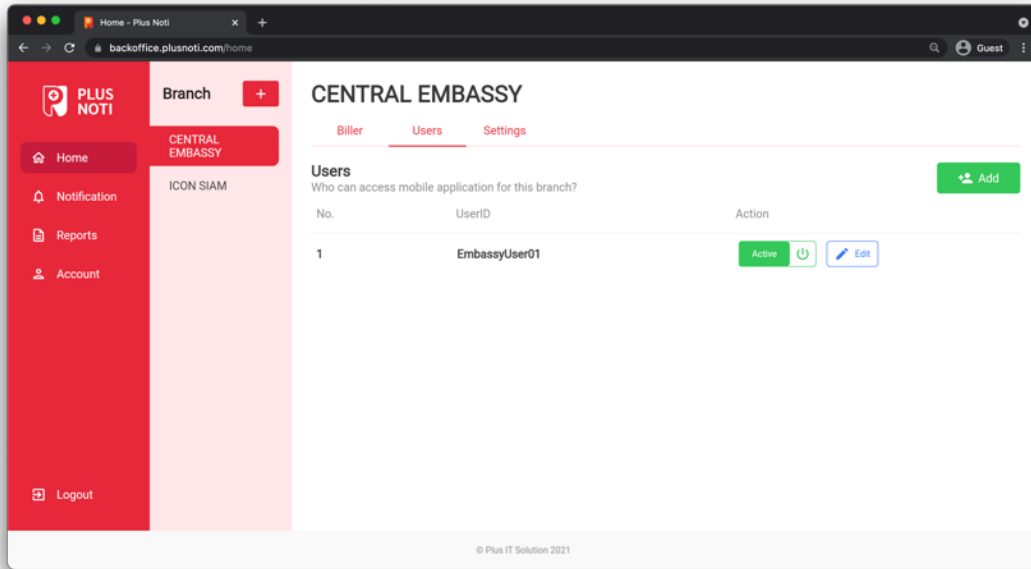 Home - Plus Noti
backoffice.plusnoti.com/home
Guest
PLUS
NOTI
Home
Notification
Reports
Account
Logout
Branch
+
CENTRAL
EMBASSY
ICON SIAM
CENTRAL EMBASSY
Biller Users Settings
Users
Who can access mobile application for this branch?
Add
No. UserID Action
1 EmbassyUser01 Active Edit
© Plus IT Solution 2021